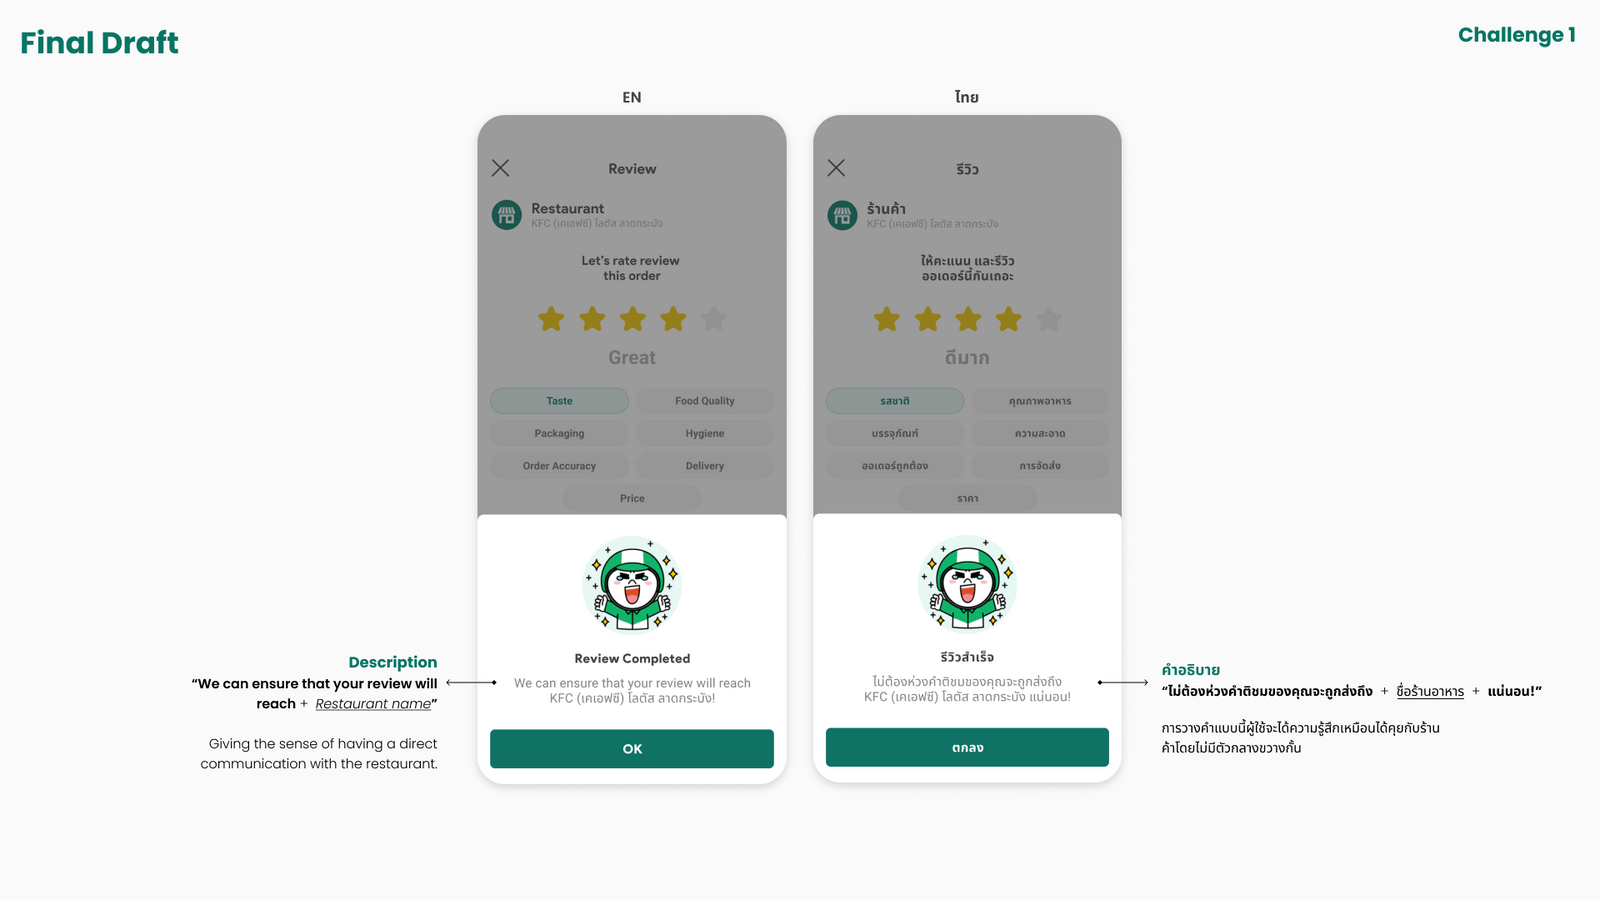 Final Draft
Challenge 1
EN
Review
Restaurant
KFC (เคเอฟซี) โลตัส ลาดกระบัง
Let's rate review
this order
Great
Taste
Food Quality
Packaging
Hygiene
Order Accuracy
Delivery
Price
Review Completed
We can ensure that your review will reach
KFC (เคเอฟซี) โลตัส ลาดกระบัง!
OK
ไทย
รีวิว
ร้านค้า
KFC (เคเอฟซี) โลตัส ลาดกระบัง
ให้คะแนน และรีวิว
ออเดอร์นี้กันเถอะ
ดีมาก
รสชาติ
คุณภาพอาหาร
บรรจุภัณฑ์
ความสะอาด
ออเดอร์ถูกต้อง
การจัดส่ง
ราคา
รีวิวสำเร็จ
ไม่ต้องห่วงคำติชมของคุณจะถูกส่งถึง
KFC (เคเอฟซี) โลตัส ลาดกระบัง แน่นอน!
ตกลง
Description
“We can ensure that your review will
reach + Restaurant name”
Giving the sense of having a direct
communication with the restaurant.
คำอธิบาย
“ไม่ต้องห่วงคำติชมของคุณจะถูกส่งถึง + ชื่อร้านอาหาร + แน่นอน!”
การวางคำแบบนี้ผู้ใช้จะได้ความรู้สึกเหมือนได้คุยกับร้าน
ค้าโดยไม่มีตัวกลางขวางกั้น